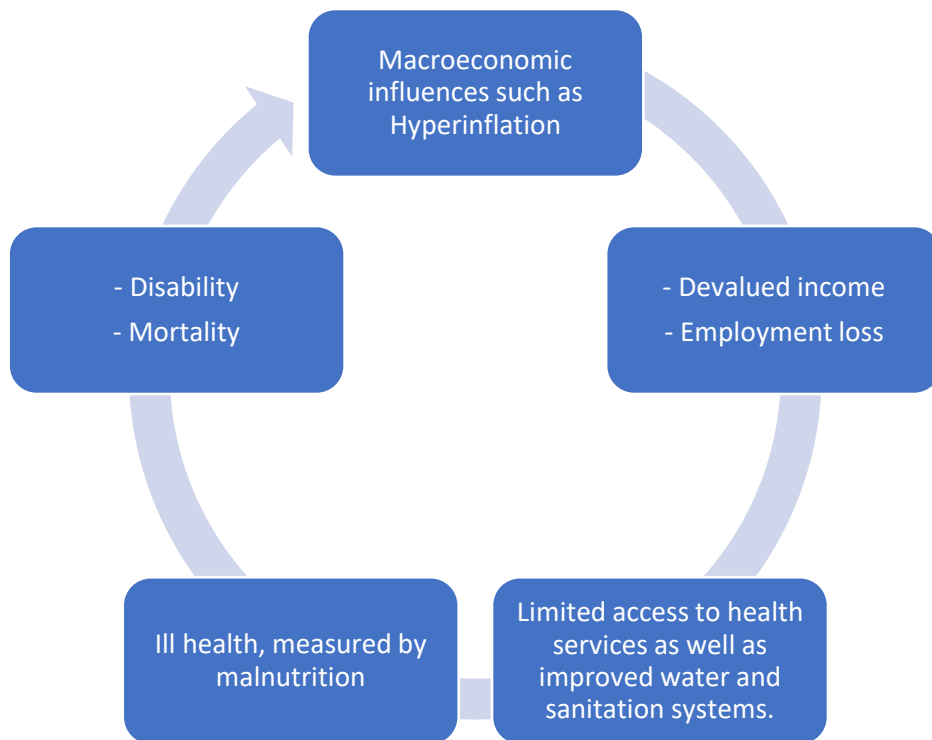 Macroeconomic
influences such as
Hyperinflation
- Devalued income
- Employment loss
Limited access to health
services as well as
improved water and
sanitation systems.
Ill health, measured by
malnutrition
- Disability
- Mortality